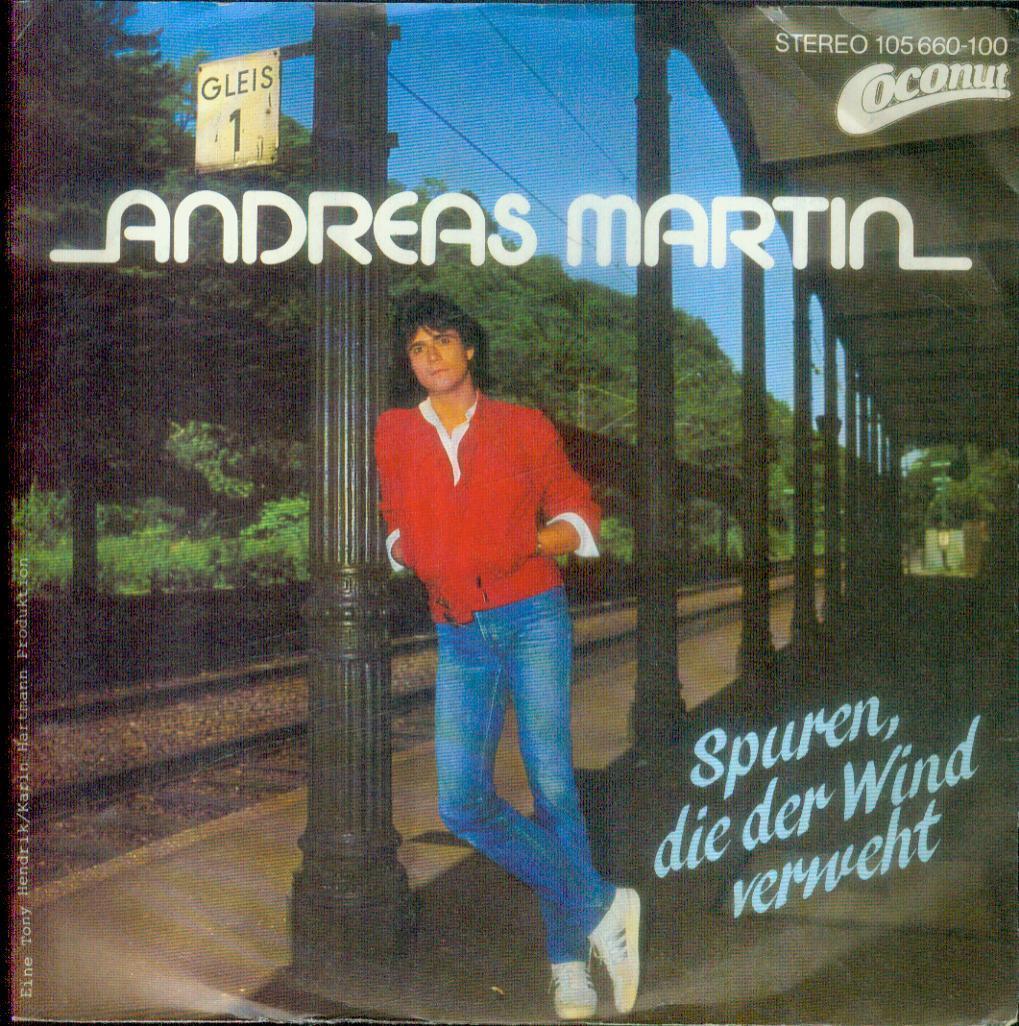 STEREO 105 660-100
Coconut
GLEIS
1
ANDREAS MARTIN
Spuren,
die der Wind
verweht
Eine Tony Hendrik/Karin Hartmann Produktion